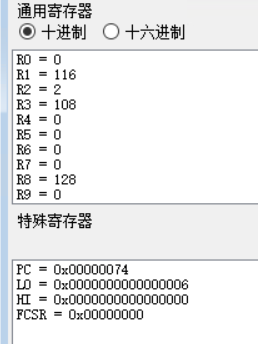 通用寄存器
十进制 十六进制
R0 = 0
R1 = 116
R2 = 2
R3 = 108
R4 = 0
R5 = 0
R6 = 0
R7 = 0
R8 = 128
R9 = 0
特殊寄存器
PC = 0x00000074
LO = 0x0000000000000006
HI = 0x0000000000000000
FCSR = 0x00000000